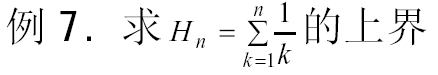 例 7. 求 $H_n = \sum_{k=1}^{n} \frac{1}{k}$ 的上界